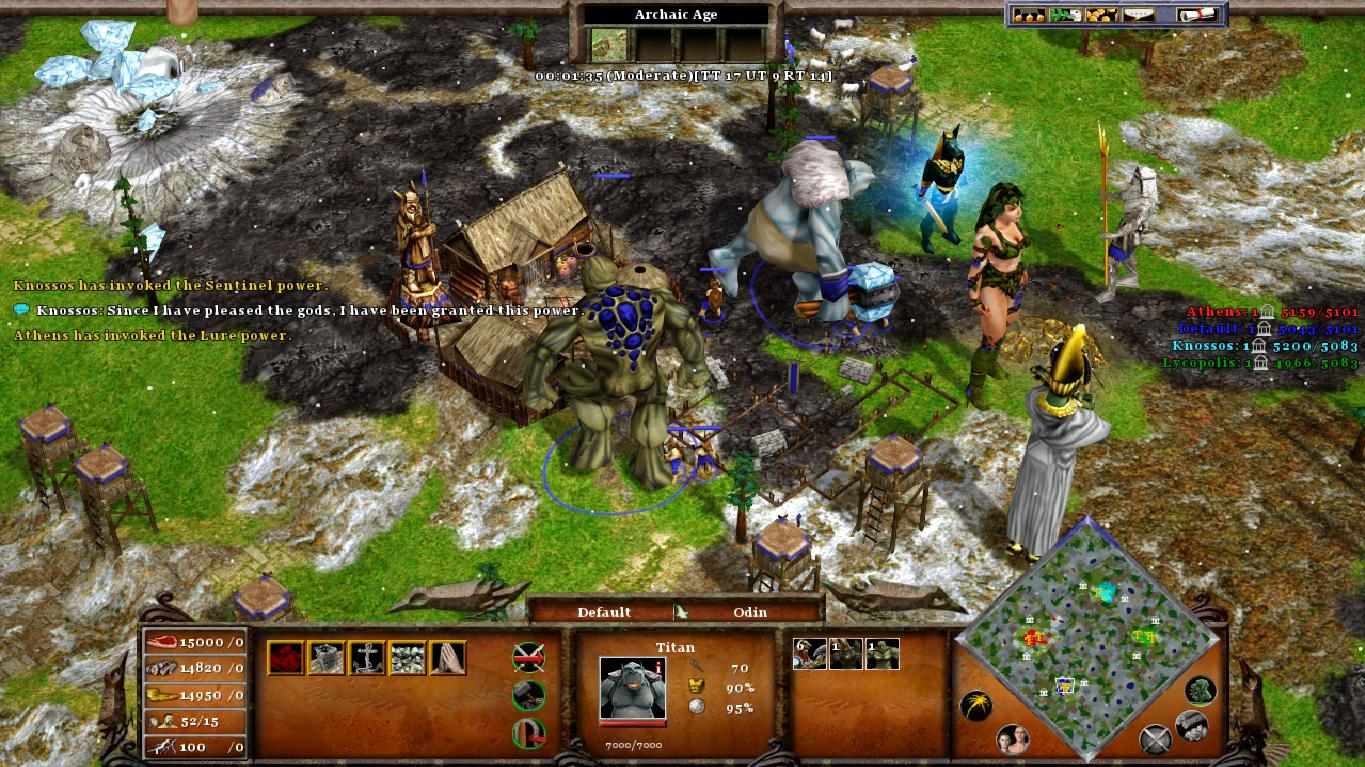 Archaic Age
00:01:35 (Moderate)[TT 17 UT 9 RT 14]
Knossos has invoked the Sentinel power.
Knossos: Since I have pleased the gods, I have been granted this power.
Athens has invoked the Lure power.
Athens: 1 5159/5101
Default: 1 5043/5101
Knossos: 1 5200/5083
Lycopolis: 1 4966/5083
Default Odin
15000 /0
14820 /0
14950 /0
52/15
100 /0
Titan
70
90%
95%
7000/7000
6 1 1